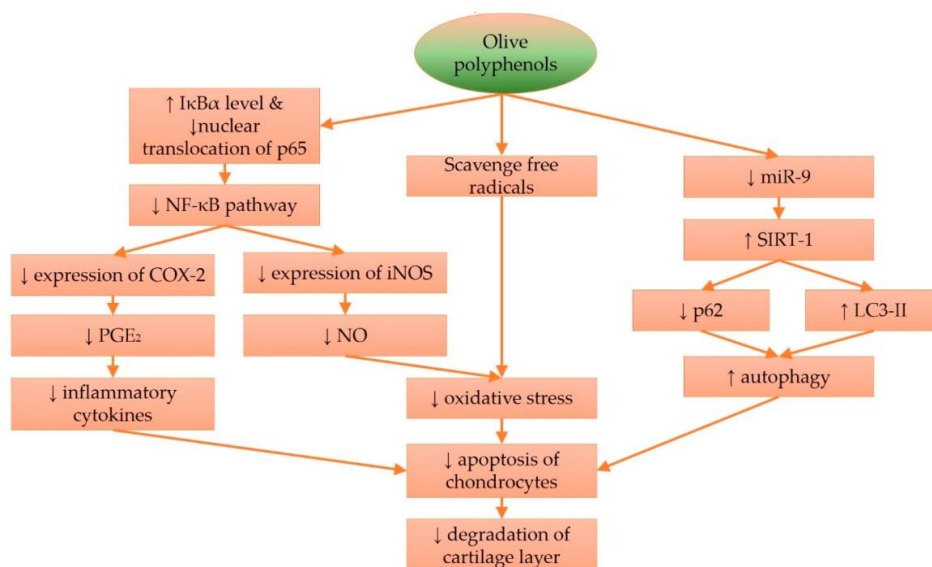 Olive
polyphenols
↑ IκBα level &
↓nuclear
translocation of p65
↓ NF-κB pathway
↓ expression of COX-2
↓ PGE₂
↓ inflammatory
cytokines
↓ expression of iNOS
↓ NO
Scavenge free
radicals
↓ oxidative stress
↓ miR-9
↑ SIRT-1
↓ p62
↑ LC3-II
↑ autophagy
↓ apoptosis of
chondrocytes
↓ degradation of
cartilage layer